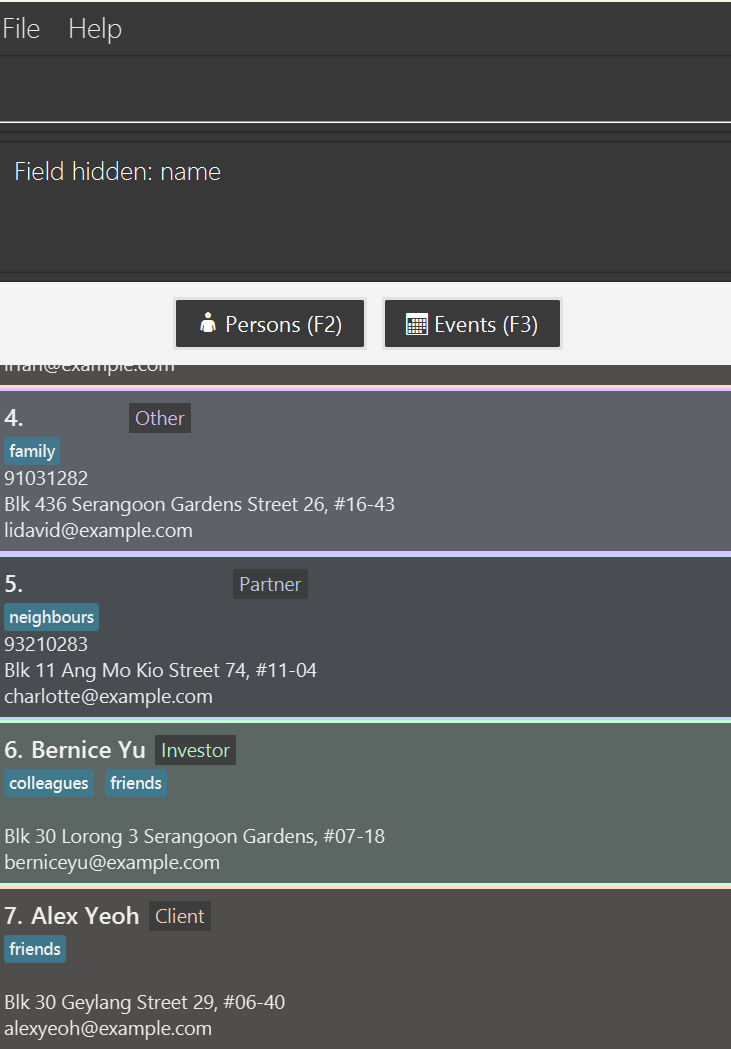 File Help
Field hidden: name
Persons (F2) Events (F3)
irfan@example.com
4. Other
family
91031282
Blk 436 Serangoon Gardens Street 26, #16-43
lidavid@example.com
5. Partner
neighbours
93210283
Blk 11 Ang Mo Kio Street 74, #11-04
charlotte@example.com
6. Bernice Yu Investor
colleagues friends
Blk 30 Lorong 3 Serangoon Gardens, #07-18
berniceyu@example.com
7. Alex Yeoh Client
friends
Blk 30 Geylang Street 29, #06-40
alexyeoh@example.com